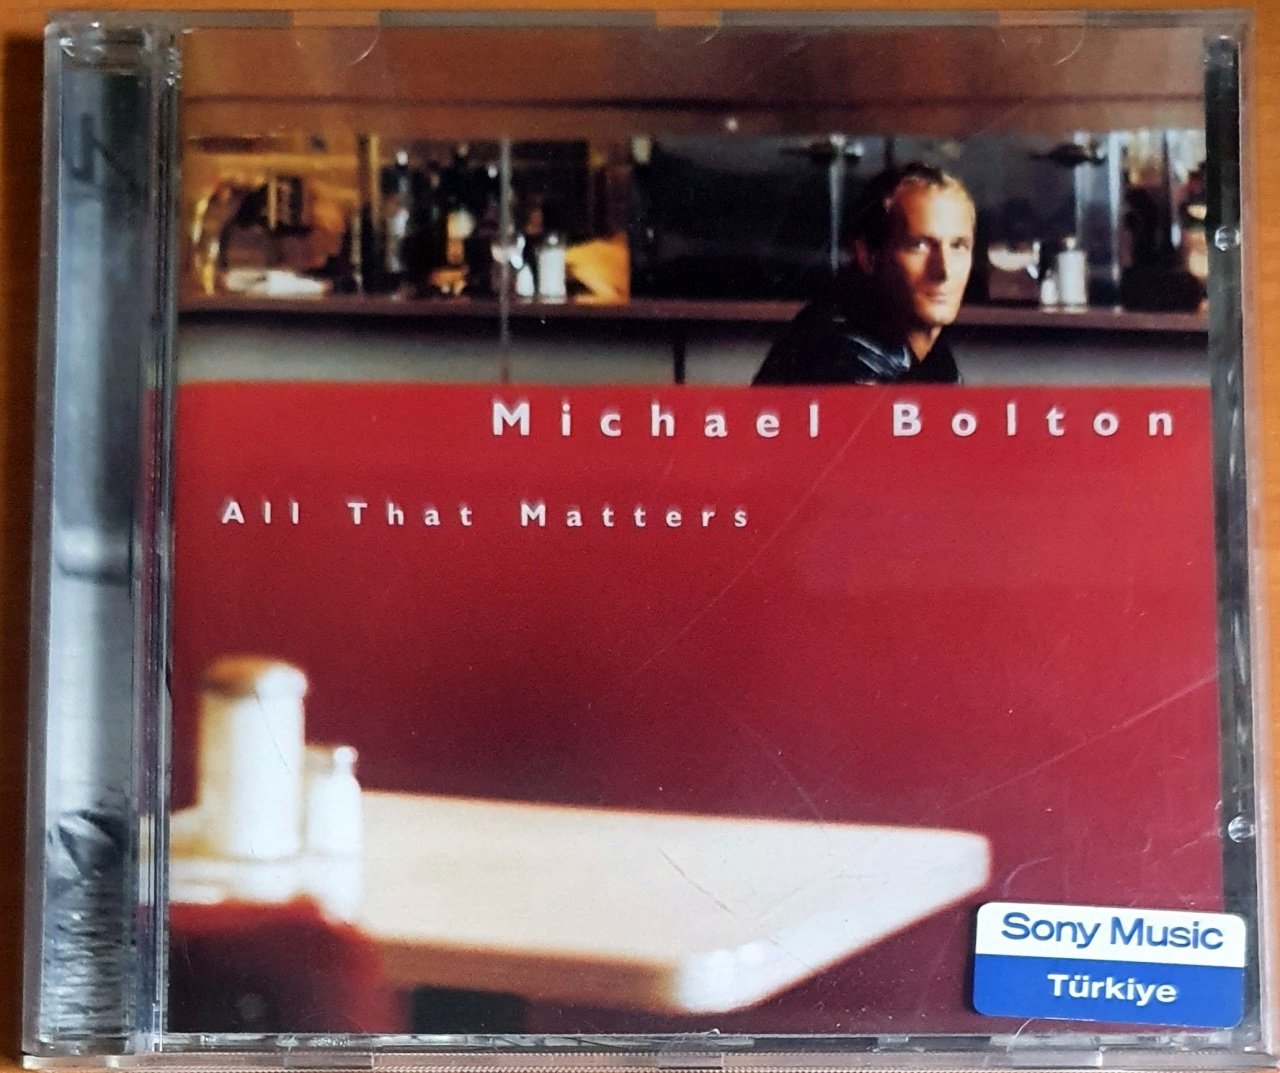 Michael Bolton
All That Matters
Sony Music
Türkiye